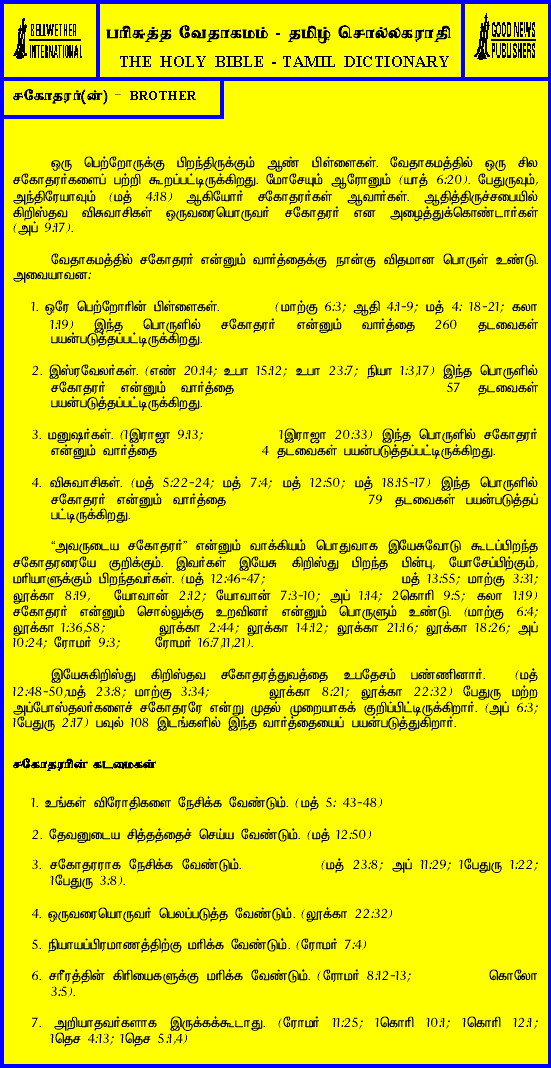 BELLWETHER
INTERNATIONAL
பரிசுத்த வேதாகமம் - தமிழ் சொல்லகராதி
THE HOLY BIBLE - TAMIL DICTIONARY
GOOD NEWS
PUBLISHERS
சகோதரர்(ன்) – BROTHER
ஒரு பெற்றோருக்கு பிறந்திருக்கும் ஆண் பிள்ளைகள். வேதாகமத்தில் ஒரு சில
சகோதரர்களைப் பற்றி கூறப்பட்டிருக்கிறது. மோசேயும் ஆரோனும் (யாத் 6:20). பேதுருவும்,
அந்திரேயாவும் (மத் 4:18) ஆகியோர் சகோதரர்கள் ஆவார்கள். ஆதித்திருச்சபையில்
கிறிஸ்தவ விசுவாசிகள் ஒருவரையொருவர் சகோதரர் என அழைத்துக்கொண்டார்கள்
(அப் 9:17).
வேதாகமத்தில் சகோதரர் என்னும் வார்த்தைக்கு நான்கு விதமான பொருள் உண்டு.
அவையாவன:
1. ஒரே பெற்றோரின் பிள்ளைகள். (மாற்கு 6:3; ஆதி 4:1-9; மத் 4: 18-21; கலா
1:19) இந்த பொருளில் சகோதரர் என்னும் வார்த்தை 260 தடவைகள்
பயன்படுத்தப்பட்டிருக்கிறது.
2. இஸ்ரவேலர்கள். (எண் 20:14; உபா 15:12; உபா 23:7; நியா 1:3,17) இந்த பொருளில்
சகோதரர் என்னும் வார்த்தை 57 தடவைகள்
பயன்படுத்தப்பட்டிருக்கிறது.
3. மனுஷர்கள். (1இராஜா 9:13; 1இராஜா 20:33) இந்த பொருளில் சகோதரர்
என்னும் வார்த்தை 4 தடவைகள் பயன்படுத்தப்பட்டிருக்கிறது.
4. விசுவாசிகள். (மத் 5:22-24; மத் 7:4; மத் 12:50; மத் 18:15-17) இந்த பொருளில்
சகோதரர் என்னும் வார்த்தை 79 தடவைகள் பயன்படுத்தப்
பட்டிருக்கிறது.
“அவருடைய சகோதரர்” என்னும் வாக்கியம் பொதுவாக இயேசுவோடு கூடப்பிறந்த
சகோதரரையே குறிக்கும். இவர்கள் இயேசு கிறிஸ்து பிறந்த பின்பு, யோசேப்பிற்கும்,
மரியாளுக்கும் பிறந்தவர்கள். (மத் 12:46-47; மத் 13:55; மாற்கு 3:31;
லூக்கா 8:19, யோவான் 2:12; யோவான் 7:3-10; அப் 1:14; 2கொரி 9:5; கலா 1:19)
சகோதரர் என்னும் சொல்லுக்கு உறவினர் என்னும் பொருளும் உண்டு. (மாற்கு 6:4;
லூக்கா 1:36,58; லூக்கா 2:44; லூக்கா 14:12; லூக்கா 21:16; லூக்கா 18:26; அப்
10:24; ரோமர் 9:3; ரோமர் 16:7,11,21).
இயேசுகிறிஸ்து கிறிஸ்தவ சகோதரத்துவத்தை உபதேசம் பண்ணினார். (மத்
12:48-50,மத் 23:8; மாற்கு 3:34; லூக்கா 8:21; லூக்கா 22:32) பேதுரு மற்ற
அப்போஸ்தலர்களைச் சகோதரரே என்று முதல் முறையாகக் குறிப்பிட்டிருக்கிறார். (அப் 6:3;
1பேதுரு 2:17) பவுல் 108 இடங்களில் இந்த வார்த்தையைப் பயன்படுத்துகிறார்.
சகோதரரின் கடமைகள்
1. உங்கள் விரோதிகளை நேசிக்க வேண்டும். (மத் 5: 43-48)
2. தேவனுடைய சித்தத்தைச் செய்ய வேண்டும். (மத் 12:50)
3. சகோதரராக நேசிக்க வேண்டும். (மத் 23:8; அப் 11:29; 1பேதுரு 1:22;
1பேதுரு 3:8).
4. ஒருவரையொருவர் பெலப்படுத்த வேண்டும். (லூக்கா 22:32)
5. நியாயப்பிரமாணத்திற்கு மரிக்க வேண்டும். (ரோமர் 7:4)
6. சரீரத்தின் கிரியைகளுக்கு மரிக்க வேண்டும். (ரோமர் 8:12-13; கொலோ
3:5).
7. அறியாதவர்களாக இருக்கக்கூடாது. (ரோமர் 11:25; 1கொரி 10:1; 1கொரி 12:1;
1தெச 4:13; 1தெச 5:1,4)